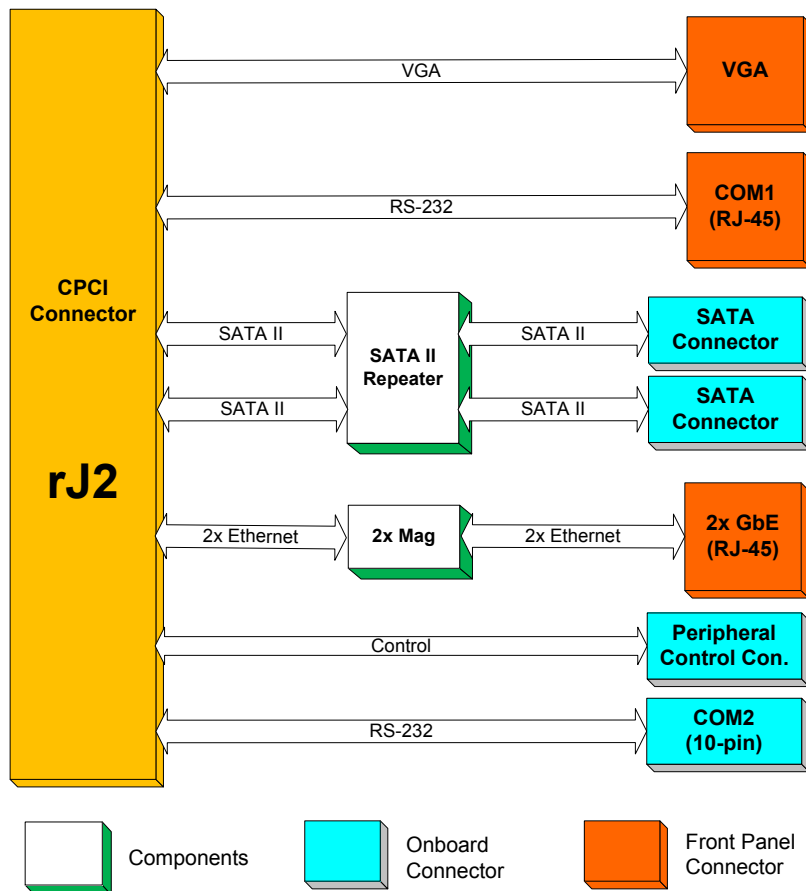 VGA
VGA
RS-232
COM1
(RJ-45)
CPCI
Connector
rJ2
SATA II
SATA II
Repeater
SATA II
SATA
Connector
SATA II
SATA II
SATA
Connector
2x Ethernet
2x Mag
2x Ethernet
2x GbE
(RJ-45)
Control
Peripheral
Control Con.
RS-232
COM2
(10-pin)
Components
Onboard
Connector
Front Panel
Connector